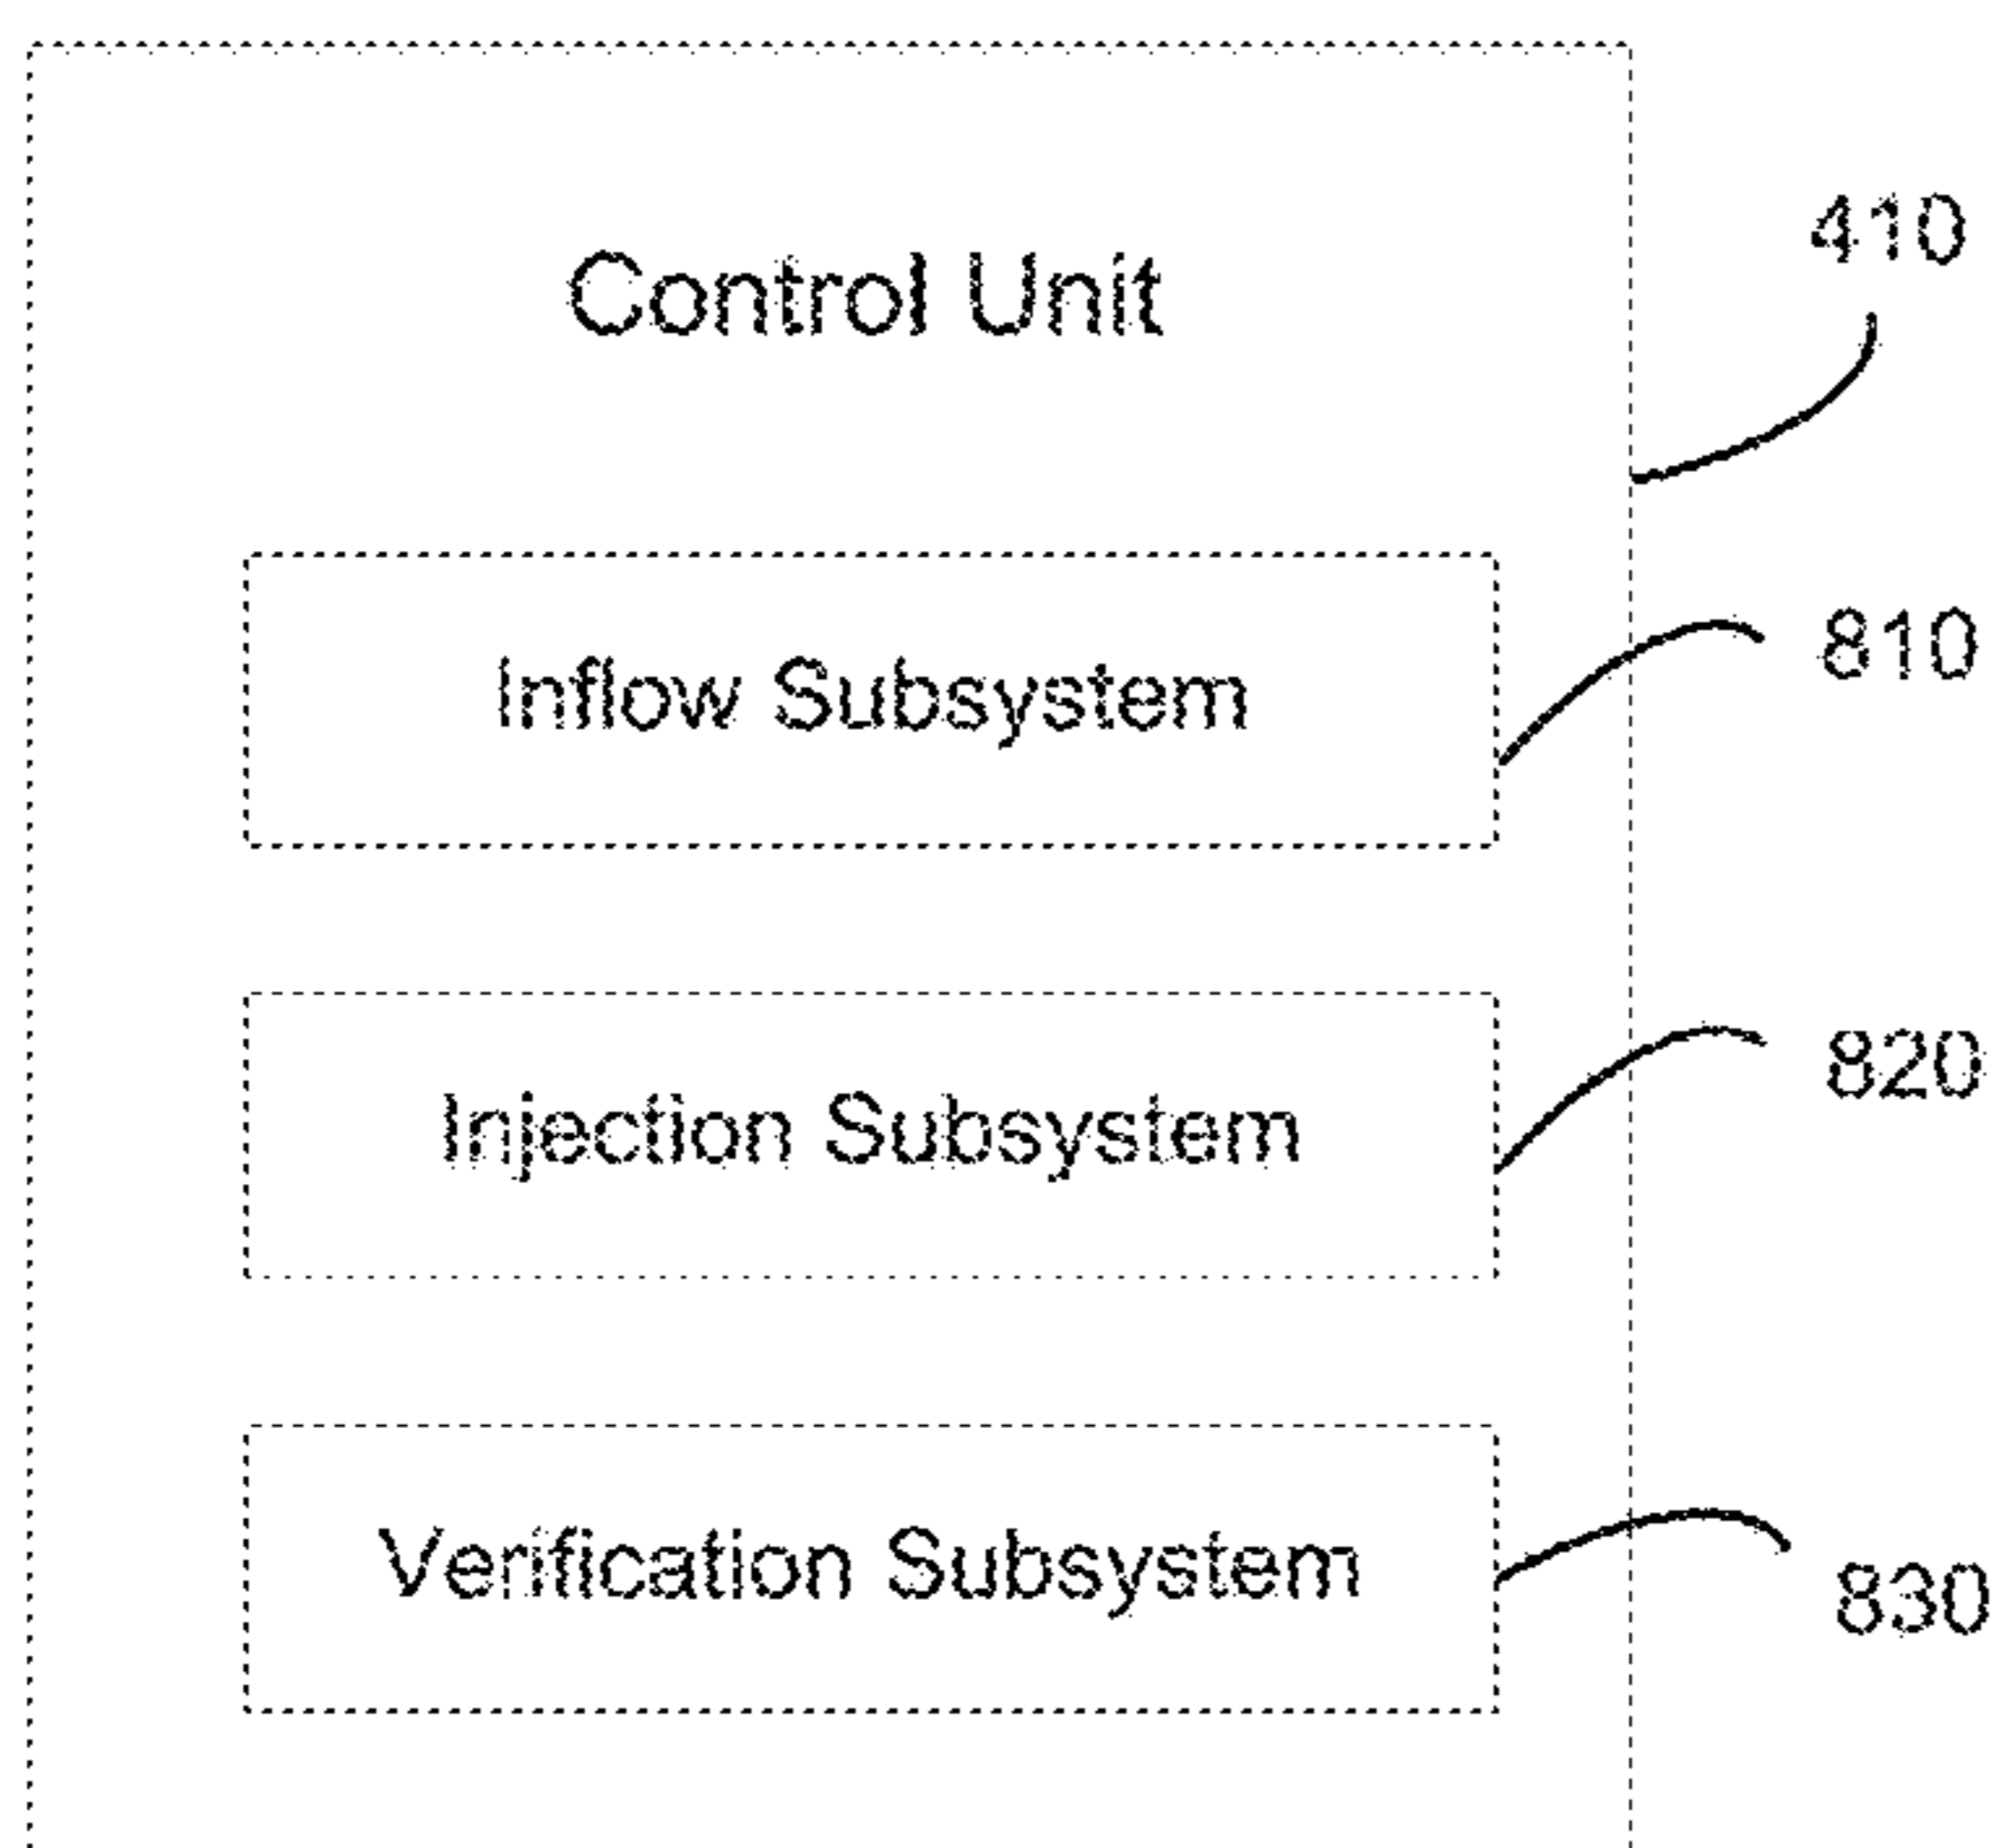 410
Control Unit
810
Inflow Subsystem
820
Injection Subsystem
Verification Subsystem
830